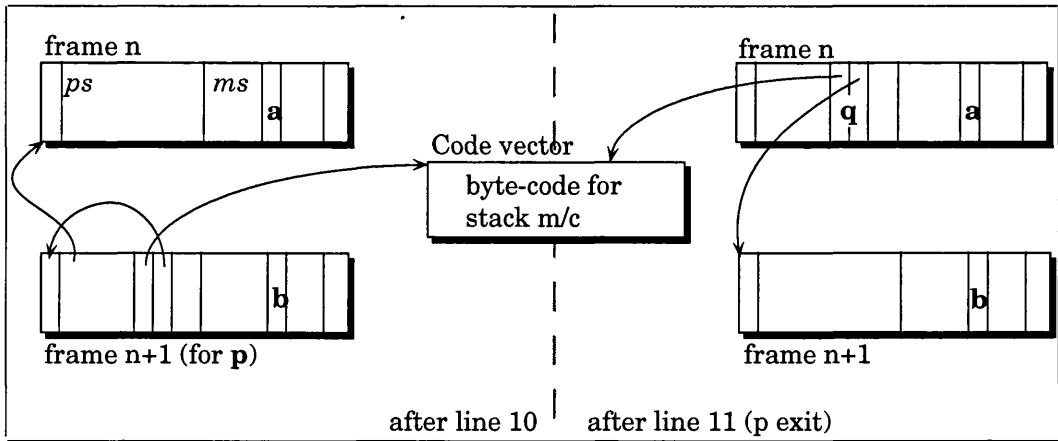 frame n
ps
ms
a
frame n
q
a
Code vector
byte-code for
stack m/c
b
frame n+1 (for p)
b
frame n+1
after line 10
after line 11 (p exit)